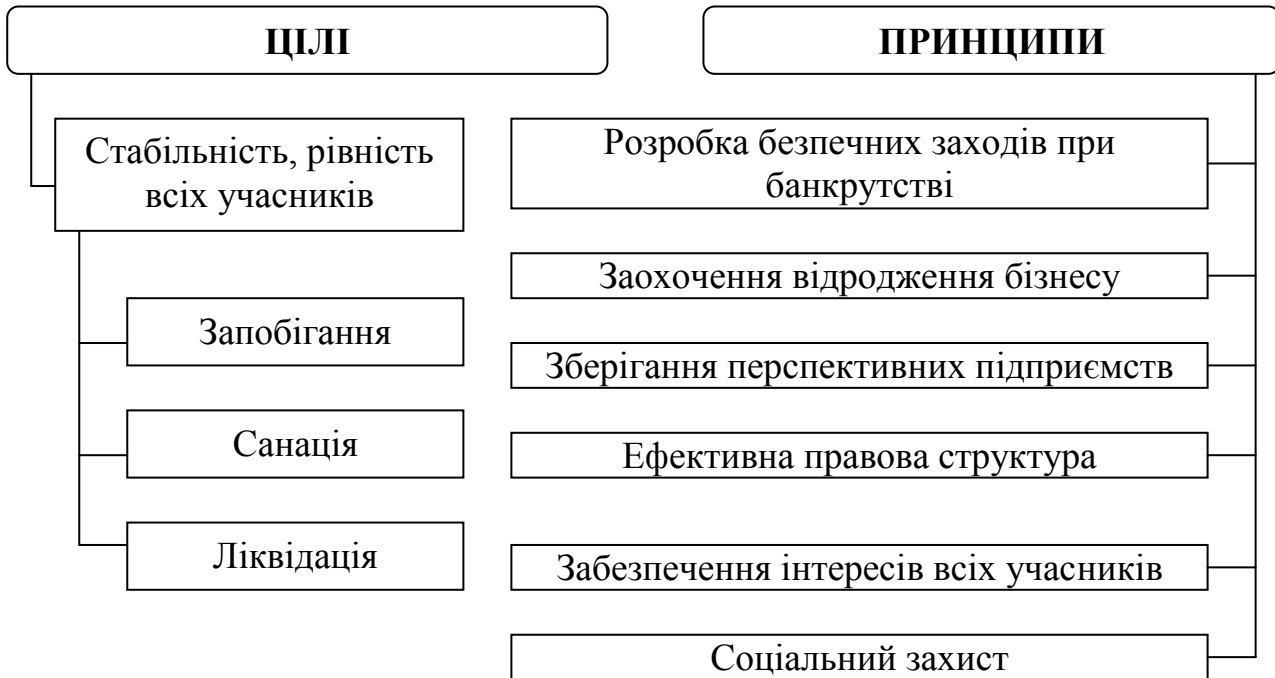 ЦІЛІ
Стабільність, рівність
всіх учасників
Запобігання
Санація
Ліквідація
ПРИНЦИПИ
Розробка безпечних заходів при
банкрутстві
Заохочення відродження бізнесу
Зберігання перспективних підприємств
Ефективна правова структура
Забезпечення інтересів всіх учасників
Соціальний захист